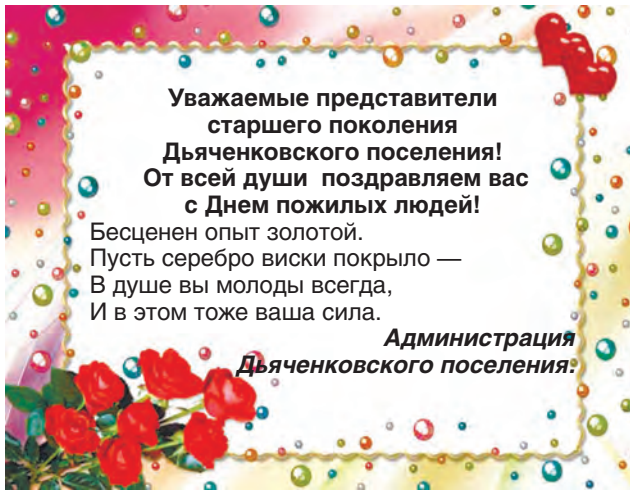 Уважаемые представители
старшего поколения
Дьяченковского поселения!
От всей души поздравляем вас
с Днем пожилых людей!
Бесценен опыт золотой.
Пусть серебро виски покрыло —
В душе вы молоды всегда,
И в этом тоже ваша сила.
Администрация
Дьяченковского поселения.